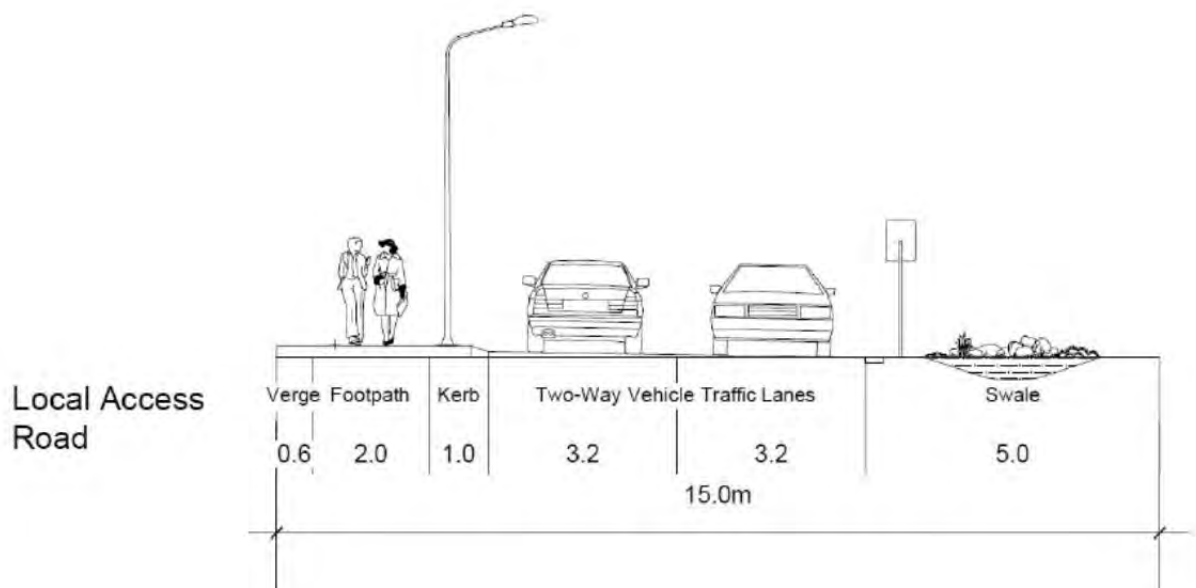 Local Access
Road
Verge Footpath Kerb Two-Way Vehicle Traffic Lanes Swale
0.6 2.0 1.0 3.2 3.2 5.0
15.0m